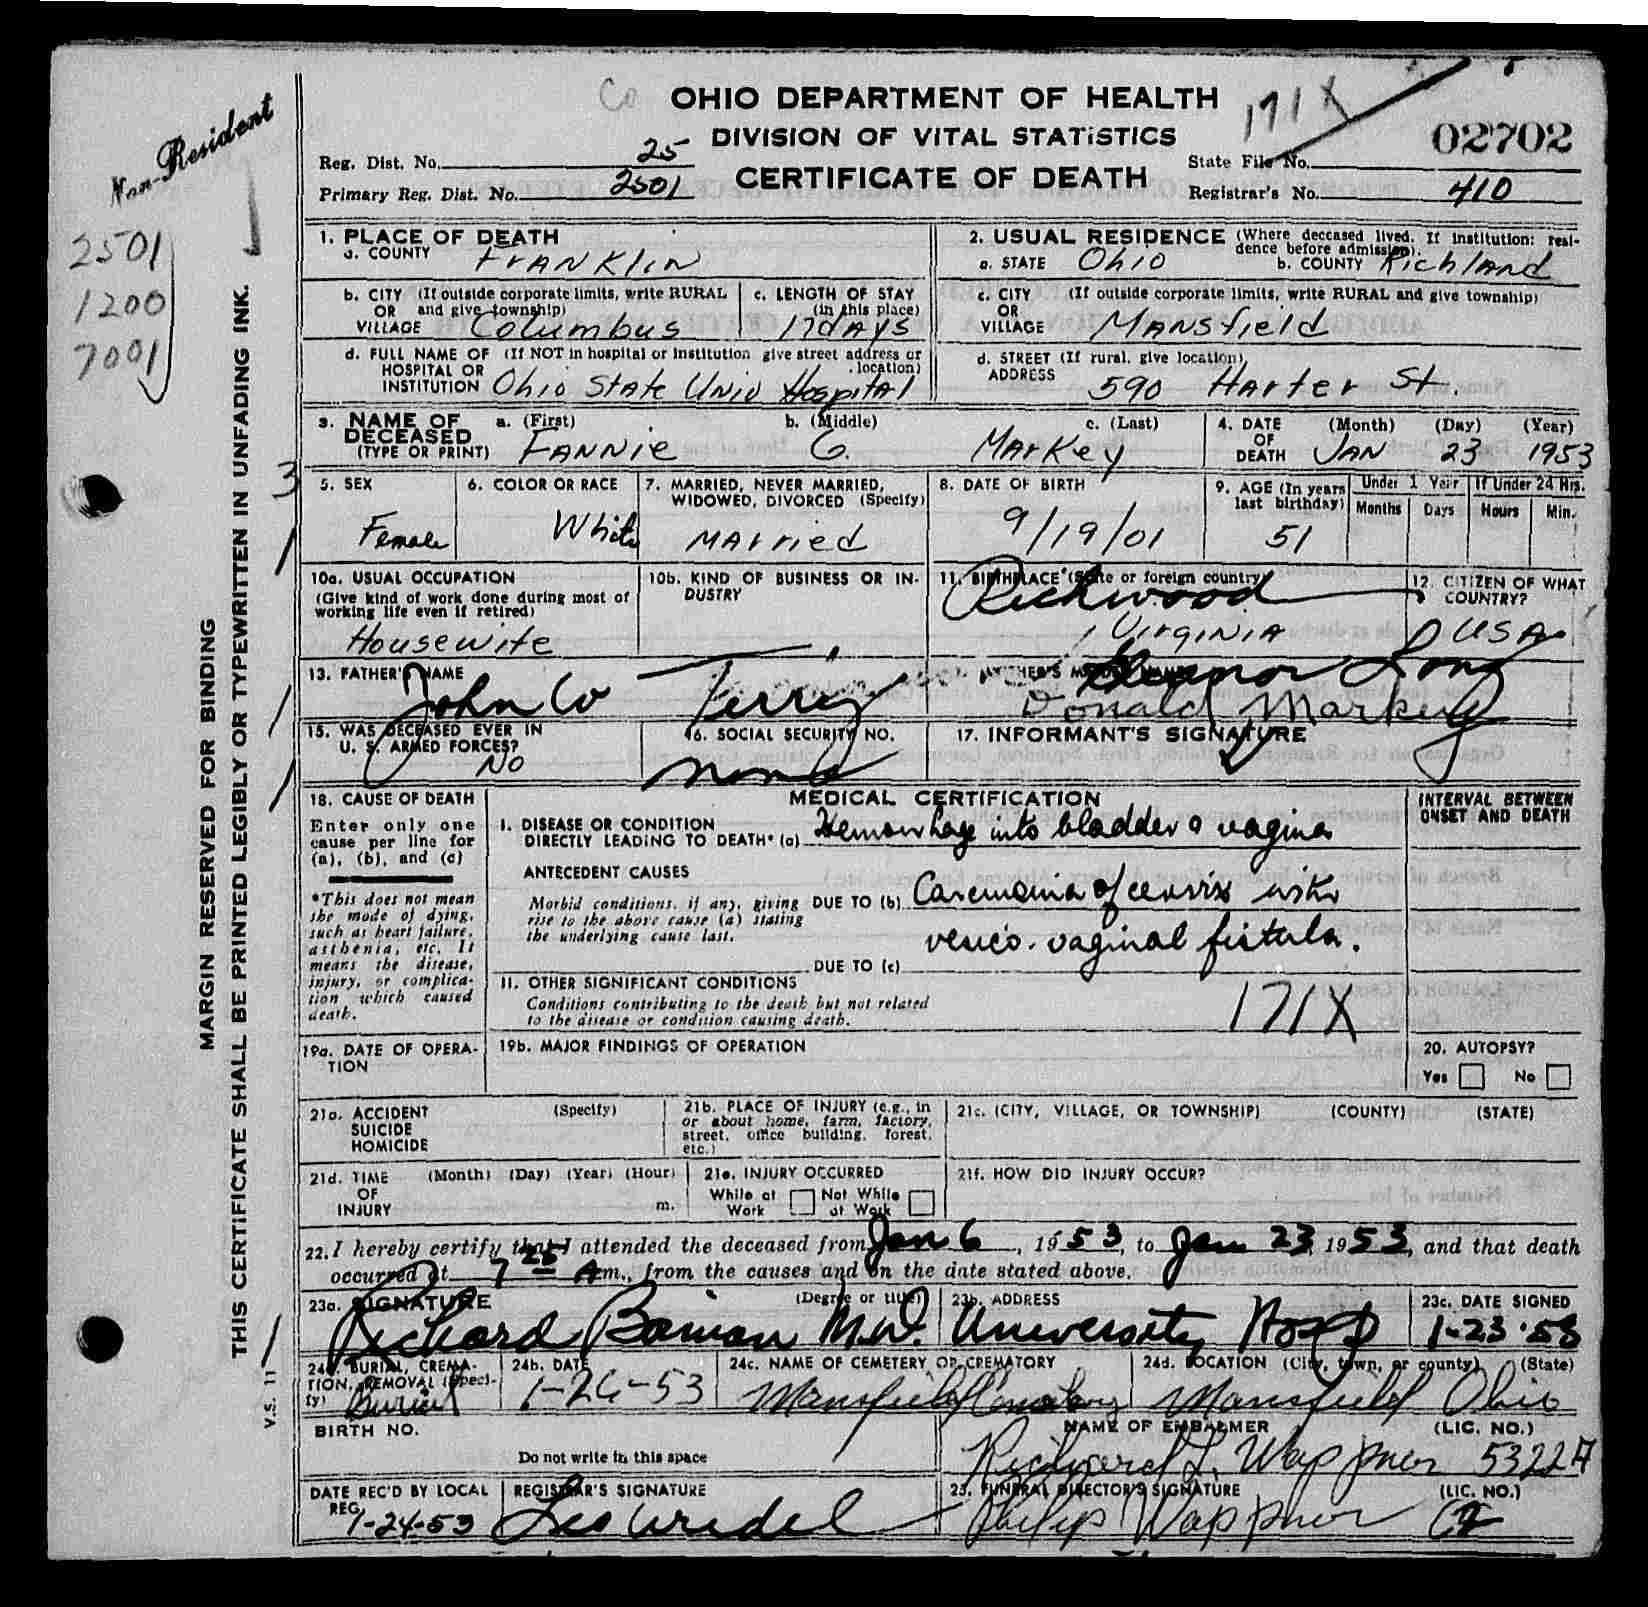 Co OHIO DEPARTMENT OF HEALTH 171X
DIVISION OF VITAL STATISTICS
CERTIFICATE OF DEATH
02702
Reg. Dist. No. 25
Primary Reg. Dist. No. 2501
State File No.
Registrar's No. 410
Non-Resident
2501
1200
7001
MARGIN RESERVED FOR BINDING
THIS CERTIFICATE SHALL BE PRINTED LEGIBLY OR TYPEWRITTEN IN UNFADING INK.
V.S. 11
1. PLACE OF DEATH
a. COUNTY Franklin
2. USUAL RESIDENCE (Where deceased lived. If institution: residence before admission).
a. STATE Ohio b. COUNTY Richland
b. CITY (If outside corporate limits, write RURAL
OR and give township)
VILLAGE Columbus
c. LENGTH OF STAY
(in this place)
17 days
c. CITY (If outside corporate limits, write RURAL and give township)
OR
VILLAGE Mansfield
d. FULL NAME OF (If NOT in hospital or institution give street address or location)
HOSPITAL OR
INSTITUTION Ohio State Univ Hospital
d. STREET (If rural, give location)
ADDRESS 590 Harter St.
3. NAME OF DECEASED
(TYPE OR PRINT)
a. (First) b. (Middle) c. (Last)
Fannie G. Markey
4. DATE OF DEATH (Month) (Day) (Year)
Jan 23 1953
3
5. SEX
Female
6. COLOR OR RACE
White
7. MARRIED, NEVER MARRIED, WIDOWED, DIVORCED (Specify)
Married
8. DATE OF BIRTH
9/19/01
9. AGE (In years last birthday)
51
Under 1 Year
Months Days
If Under 24 Hrs.
Hours Min.
10a. USUAL OCCUPATION
(Give kind of work done during most of working life even if retired)
Housewife
10b. KIND OF BUSINESS OR INDUSTRY
11. BIRTHPLACE (State or foreign country)
Richwood
Virginia
12. CITIZEN OF WHAT COUNTRY?
USA
13. FATHER'S NAME
John W Terry
MOTHER'S MAIDEN NAME
Eleanor Long
Donald Markey
15. WAS DECEASED EVER IN U. S. ARMED FORCES?
No
16. SOCIAL SECURITY NO.
None
17. INFORMANT'S SIGNATURE
18. CAUSE OF DEATH
Enter only one cause per line for (a), (b), and (c)
*This does not mean the mode of dying, such as heart failure, asthenia, etc. It means the disease, injury, or complication which caused death.
MEDICAL CERTIFICATION
INTERVAL BETWEEN ONSET AND DEATH
I. DISEASE OR CONDITION
DIRECTLY LEADING TO DEATH* (a) Hemorrhage into bladder & vagina
ANTECEDENT CAUSES
Morbid conditions, if any, giving rise to the above cause (a) stating the underlying cause last.
DUE TO (b) Carcinoma of cervix with
vesico-vaginal fistula.
DUE TO (c)
II. OTHER SIGNIFICANT CONDITIONS
Conditions contributing to the death but not related to the disease or condition causing death.
171X
19a. DATE OF OPERATION
19b. MAJOR FINDINGS OF OPERATION
20. AUTOPSY?
Yes No
21a. ACCIDENT (Specify)
SUICIDE
HOMICIDE
21b. PLACE OF INJURY (e.g., in or about home, farm, factory, street, office building, forest, etc.)
21c. (CITY, VILLAGE, OR TOWNSHIP) (COUNTY) (STATE)
21d. TIME (Month) (Day) (Year) (Hour)
OF
INJURY m.
21e. INJURY OCCURRED
While at Work Not While at Work
21f. HOW DID INJURY OCCUR?
22. I hereby certify that I attended the deceased from Jan 6, 1953, to Jan 23, 1953, and that death
occurred at 7 25 A m., from the causes and on the date stated above.
23a. SIGNATURE (Degree or title)
Richard M.D.
23b. ADDRESS
University Hosp
23c. DATE SIGNED
1-23-53
24a. BURIAL, CREMATION, REMOVAL (Specify)
Burial
24b. DATE
1-26-53
24c. NAME OF CEMETERY OR CREMATORY
Mansfield Cemetery
24d. LOCATION (City, town, or county) (State)
Mansfield Ohio
BIRTH NO.
Do not write in this space
NAME OF EMBALMER (LIC. NO.)
Richard L. Wappner 5322A
DATE REC'D BY LOCAL REG.
1-24-53
REGISTRAR'S SIGNATURE
25. FUNERAL DIRECTOR'S SIGNATURE (LIC. NO.)
Philip Wappner